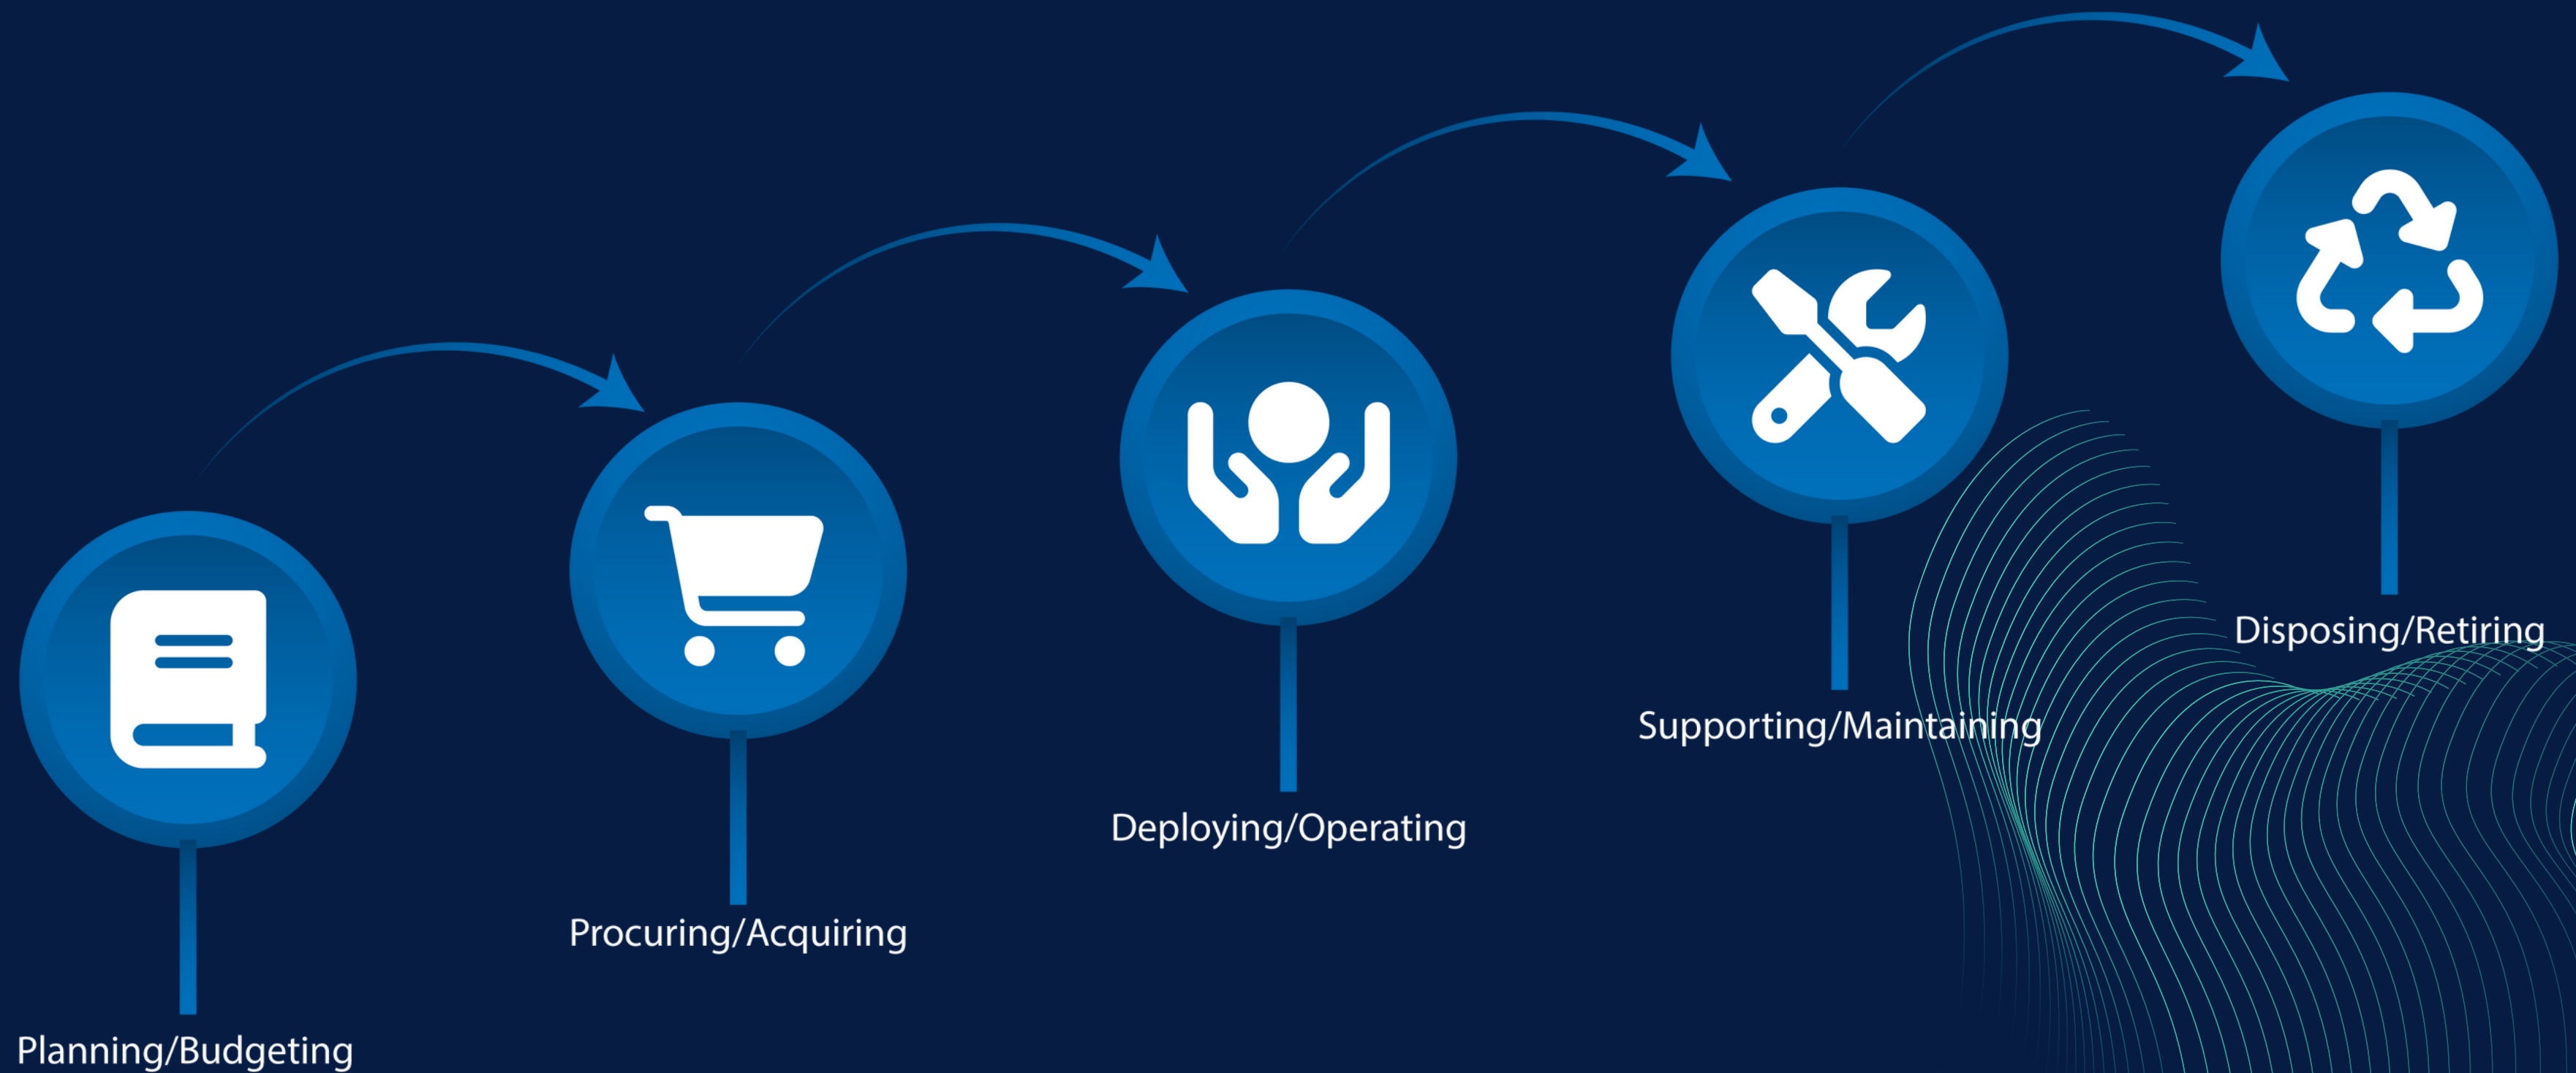 Planning/Budgeting
Procuring/Acquiring
Deploying/Operating
Supporting/Maintaining
Disposing/Retiring